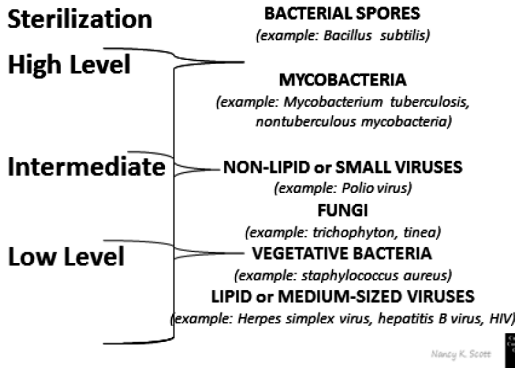 Sterilization
BACTERIAL SPORES
(example: Bacillus subtilis)
High Level
MYCOBACTERIA
(example: Mycobacterium tuberculosis,
nontuberculous mycobacteria)
Intermediate
NON-LIPID or SMALL VIRUSES
(example: Polio virus)
FUNGI
(example: trichophyton, tinea)
Low Level
VEGETATIVE BACTERIA
(example: staphylococcus aureus)
LIPID or MEDIUM-SIZED VIRUSES
(example: Herpes simplex virus, hepatitis B virus, HIV)
Nancy K. Scott